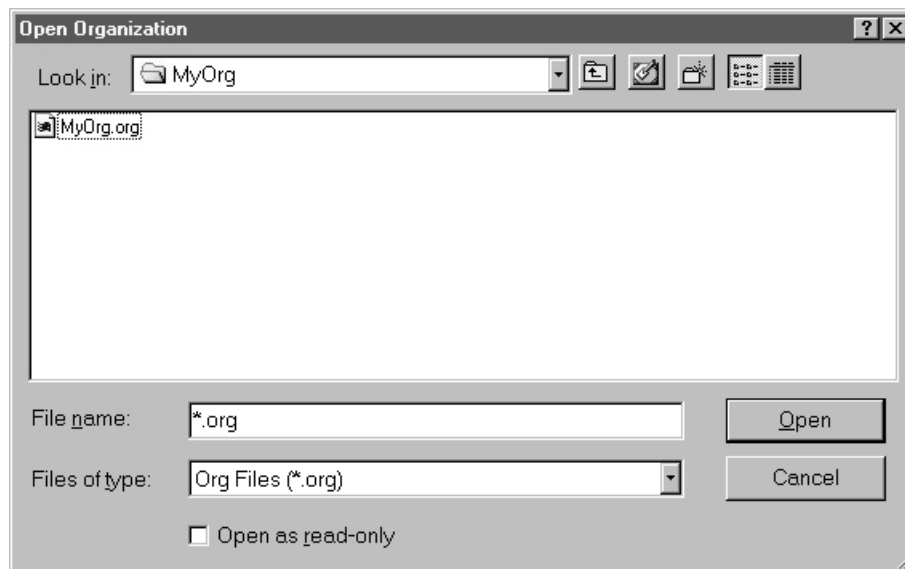 Open Organization
Look in: MyOrg
MyOrg.org
File name: *.org Open
Files of type: Org Files (*.org) Cancel
Open as read-only